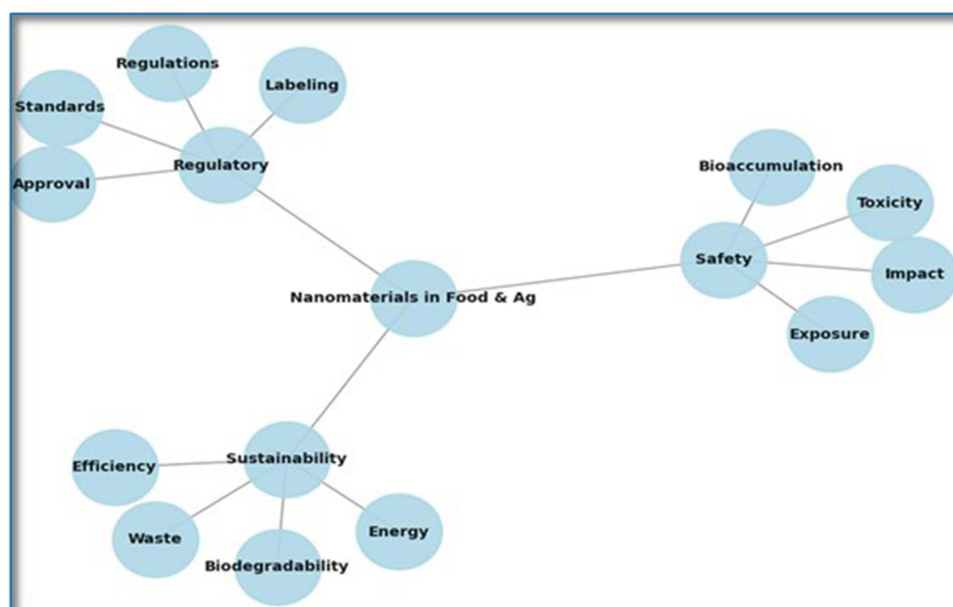 Regulations
Labeling
Standards
Regulatory
Approval
Bioaccumulation
Toxicity
Safety
Impact
Nanomaterials in Food & Ag
Exposure
Sustainability
Efficiency
Waste
Energy
Biodegradability